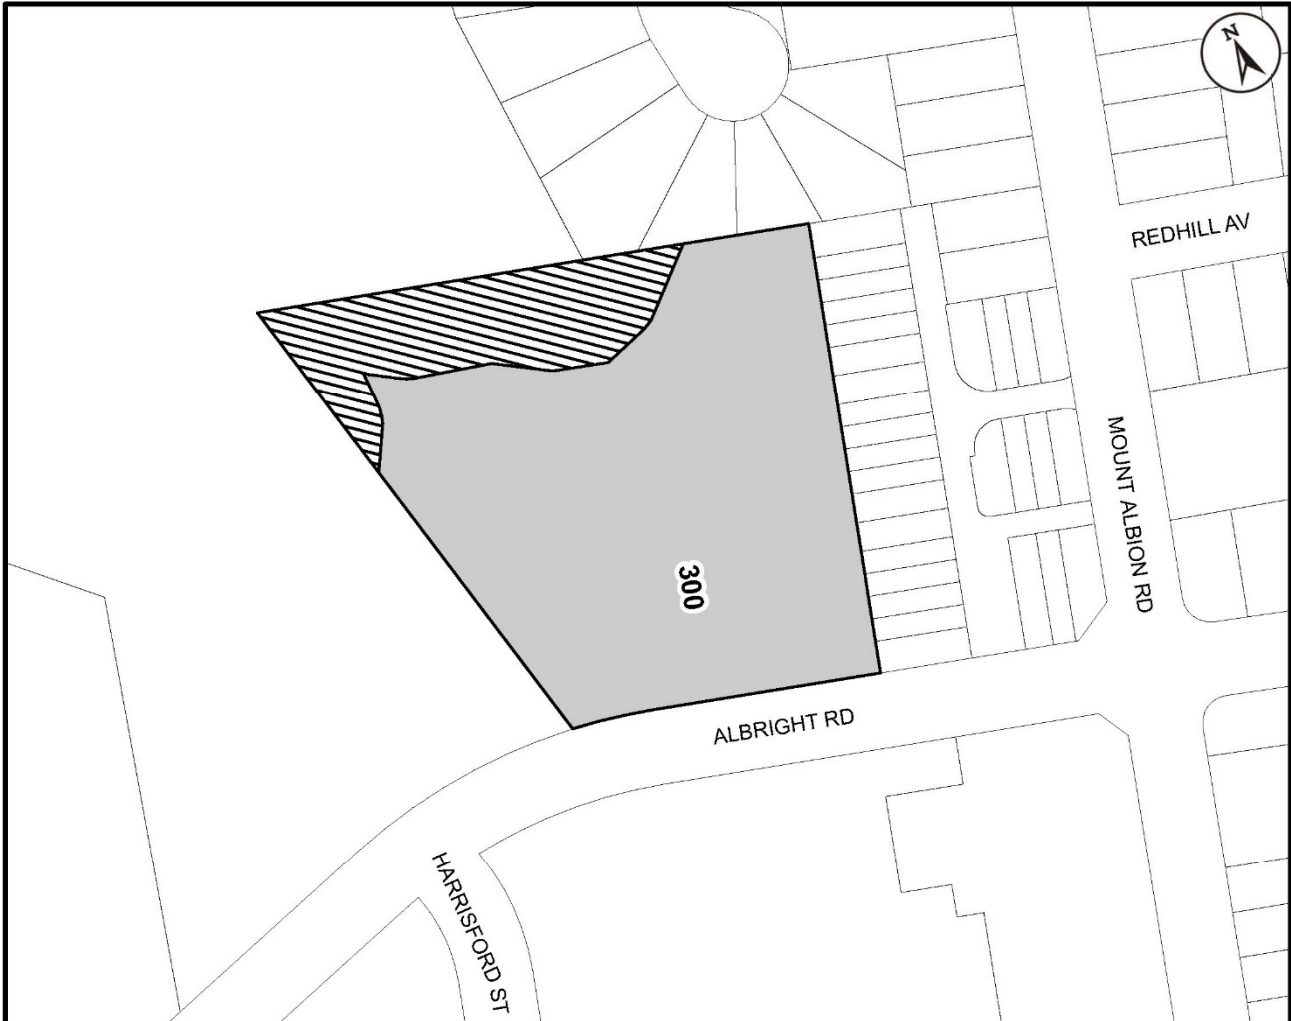 N
REDHILL AV
MOUNT ALBION RD
300
ALBRIGHT RD
HARRISFORD ST